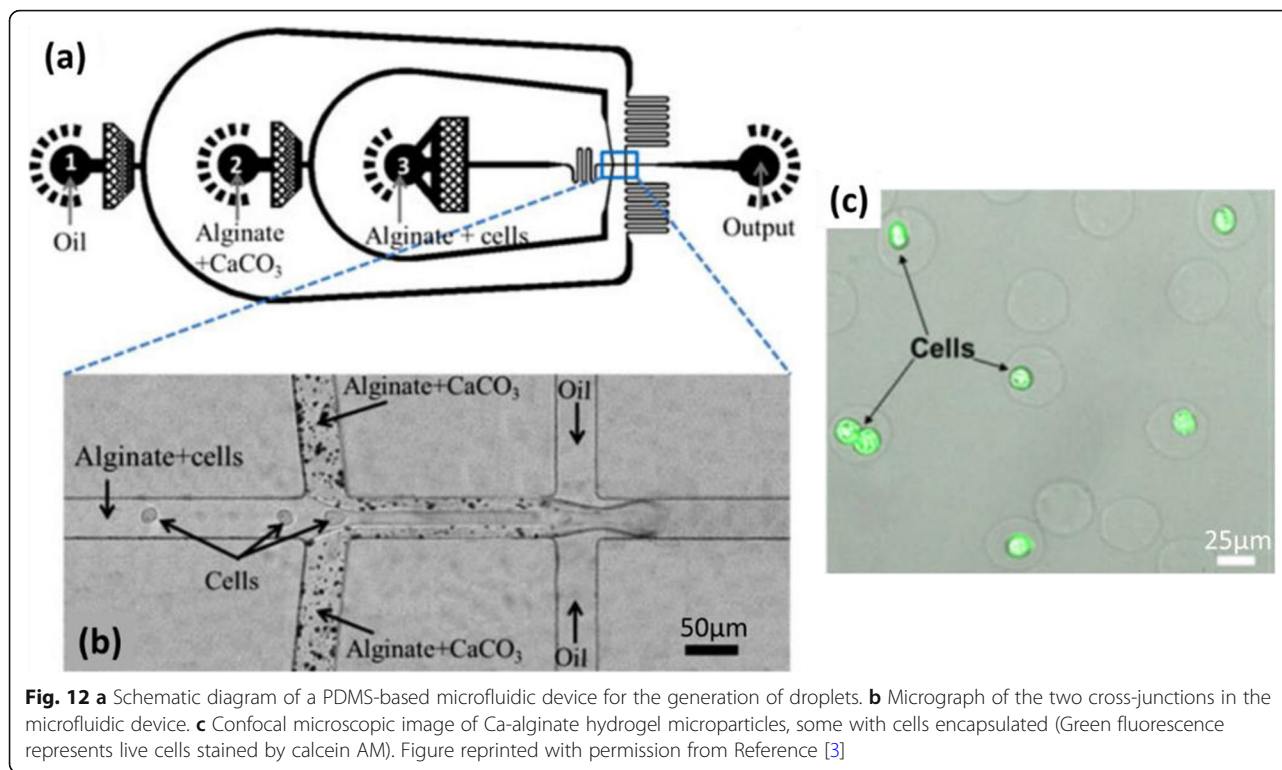 (a)
1
2
3
Oil
Alginate
+CaCO3
Alginate + cells
Output
(c)
Cells
25μm
Alginate+CaCO3
Oil
Alginate+cells
Cells
(b)
Alginate+CaCO3
Oil
50μm
Fig. 12 a Schematic diagram of a PDMS-based microfluidic device for the generation of droplets. b Micrograph of the two cross-junctions in the
microfluidic device. c Confocal microscopic image of Ca-alginate hydrogel microparticles, some with cells encapsulated (Green fluorescence
represents live cells stained by calcein AM). Figure reprinted with permission from Reference [3]